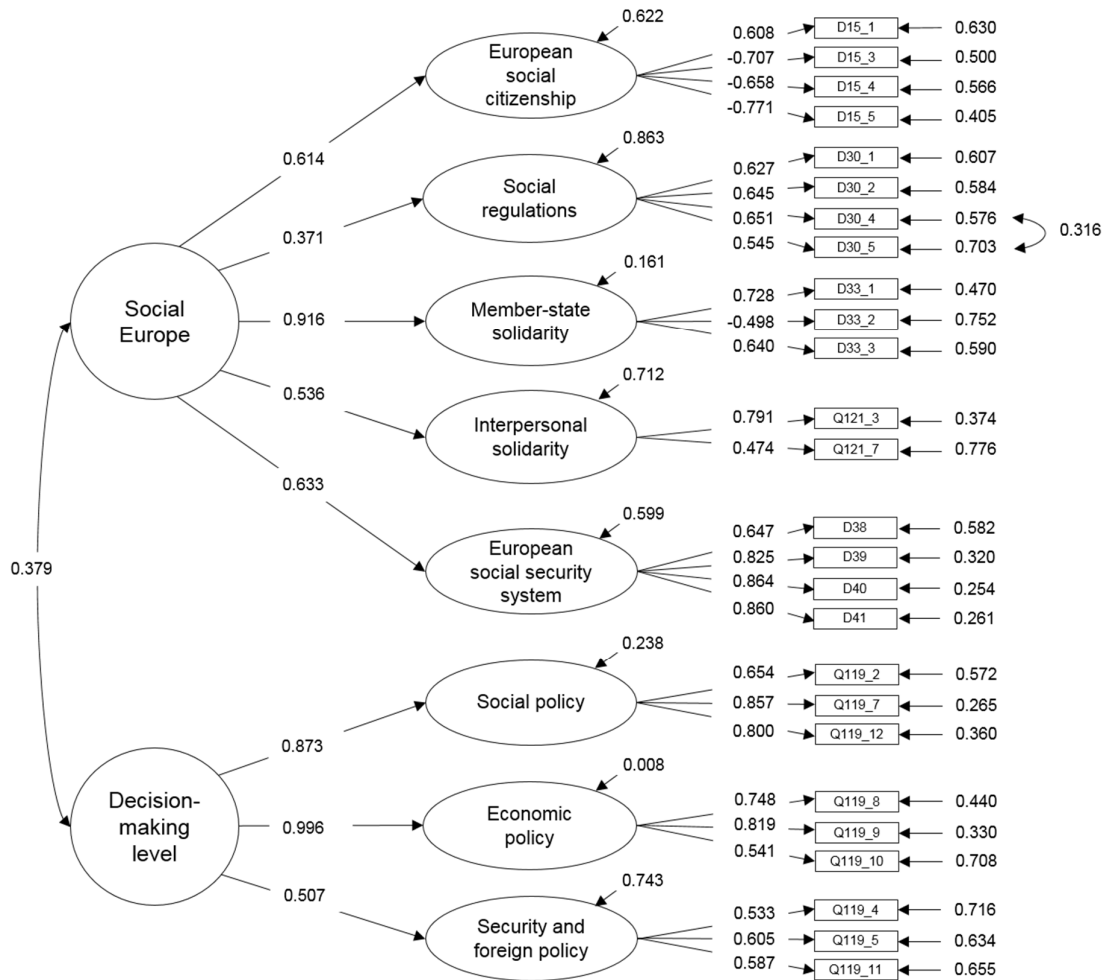 0.622
European
social
citizenship
0.608
-0.707
-0.658
-0.771
D15_1
D15_3
D15_4
D15_5
0.630
0.500
0.566
0.405
0.614
0.863
Social
regulations
0.627
0.645
0.651
0.545
D30_1
D30_2
D30_4
D30_5
0.607
0.584
0.576
0.703
0.316
0.371
Social
Europe
0.161
Member-state
solidarity
0.728
-0.498
0.640
D33_1
D33_2
D33_3
0.470
0.752
0.590
0.916
0.712
Interpersonal
solidarity
0.791
0.474
Q121_3
Q121_7
0.374
0.776
0.536
0.633
0.599
European
social security
system
0.647
0.825
0.864
0.860
D38
D39
D40
D41
0.582
0.320
0.254
0.261
0.379
0.238
Social policy
0.654
0.857
0.800
Q119_2
Q119_7
Q119_12
0.572
0.265
0.360
0.873
Decision-
making
level
0.008
Economic
policy
0.748
0.819
0.541
Q119_8
Q119_9
Q119_10
0.440
0.330
0.708
0.996
0.507
0.743
Security and
foreign policy
0.533
0.605
0.587
Q119_4
Q119_5
Q119_11
0.716
0.634
0.655